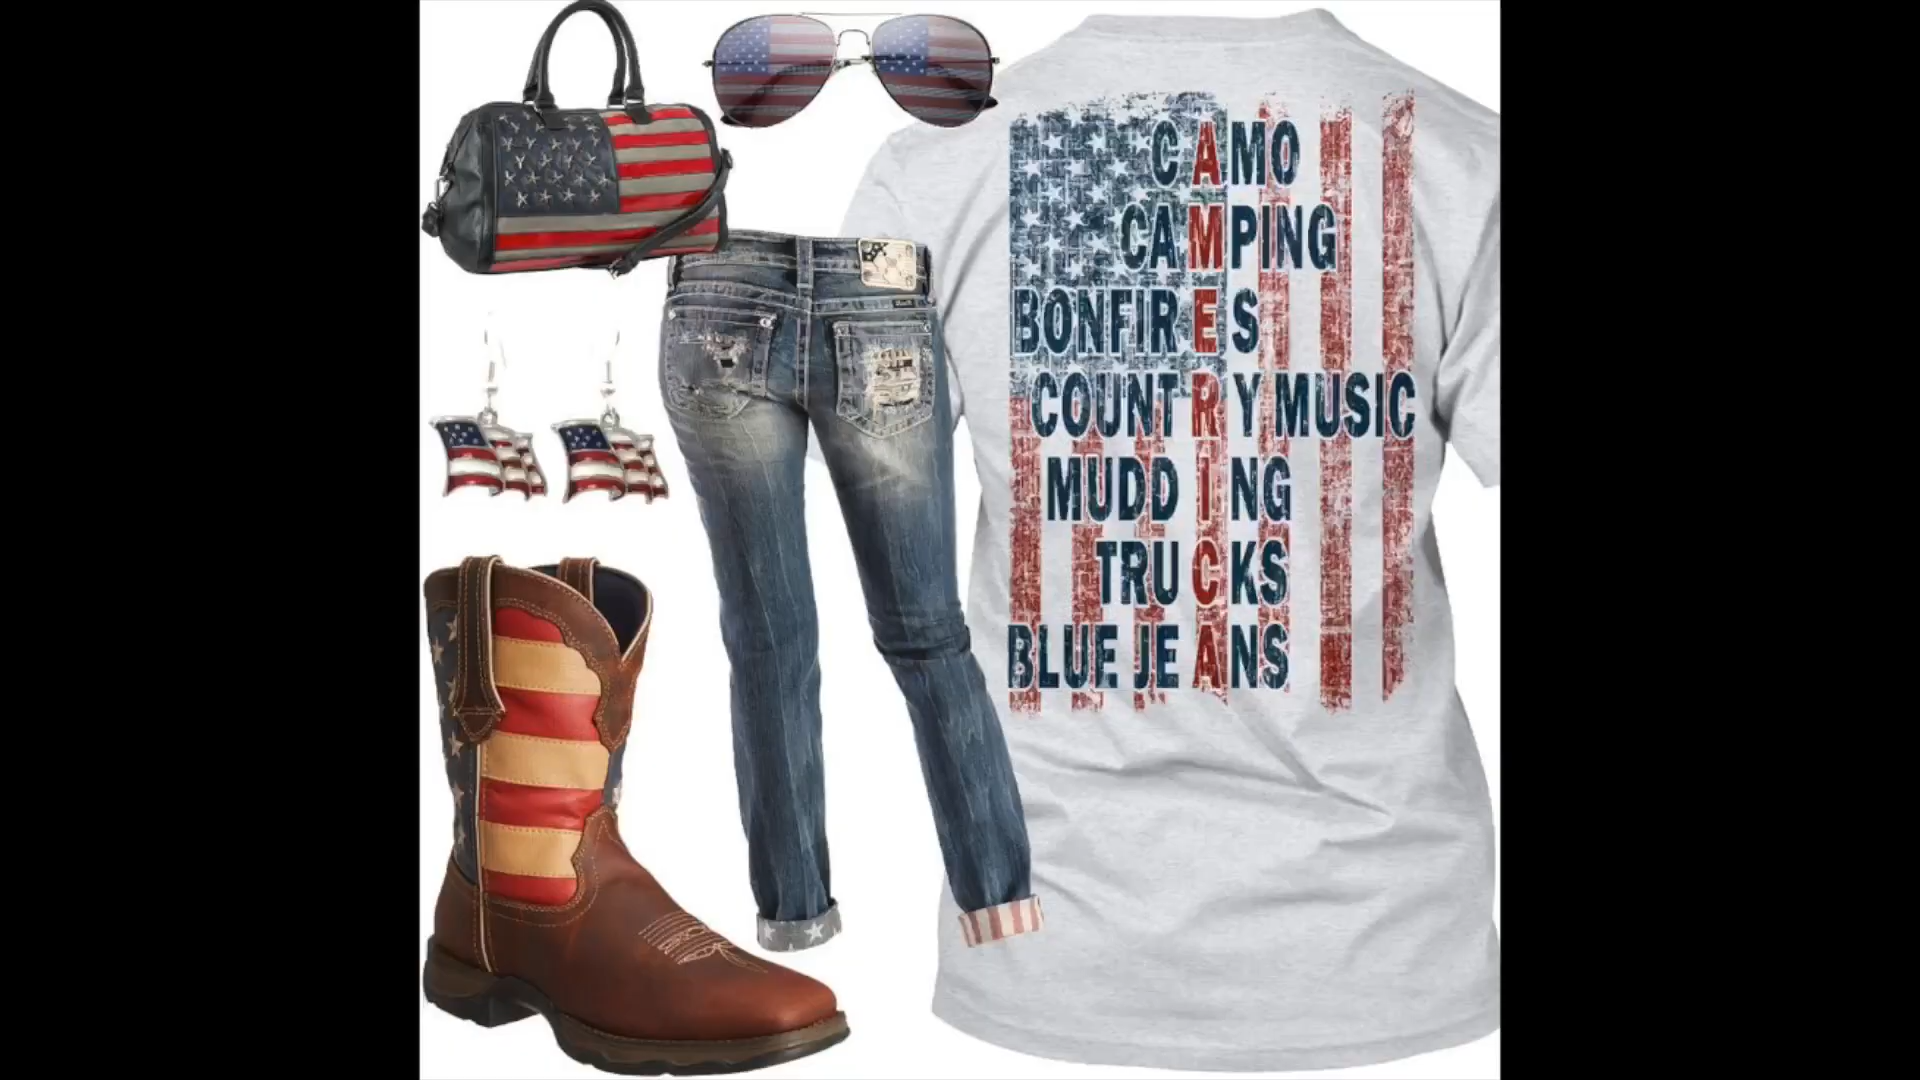 CAMO
CAMPING
BONFIRES
COUNTRY MUSIC
MUDDING
TRUCKS
BLUE JEANS